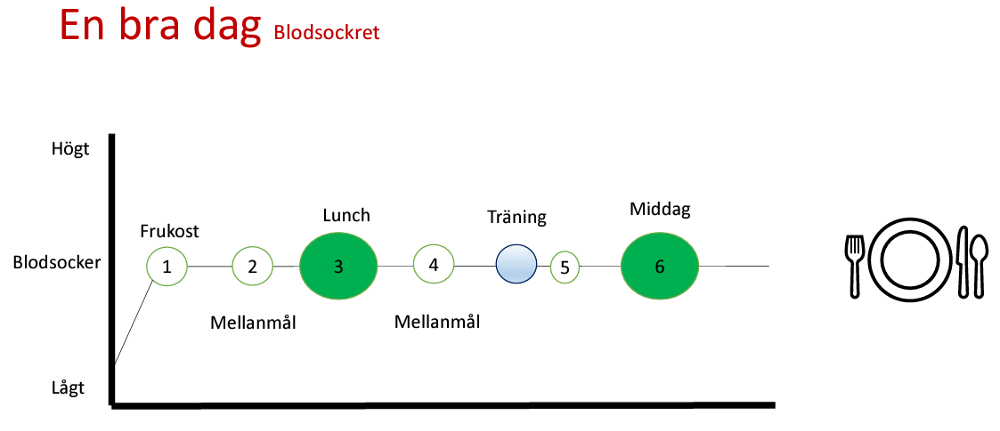 En bra dag Blodsockret
Högt
Lunch
Träning
Middag
Frukost
Blodsocker
1
2
3
4
5
6
Mellanmål
Mellanmål
Lågt